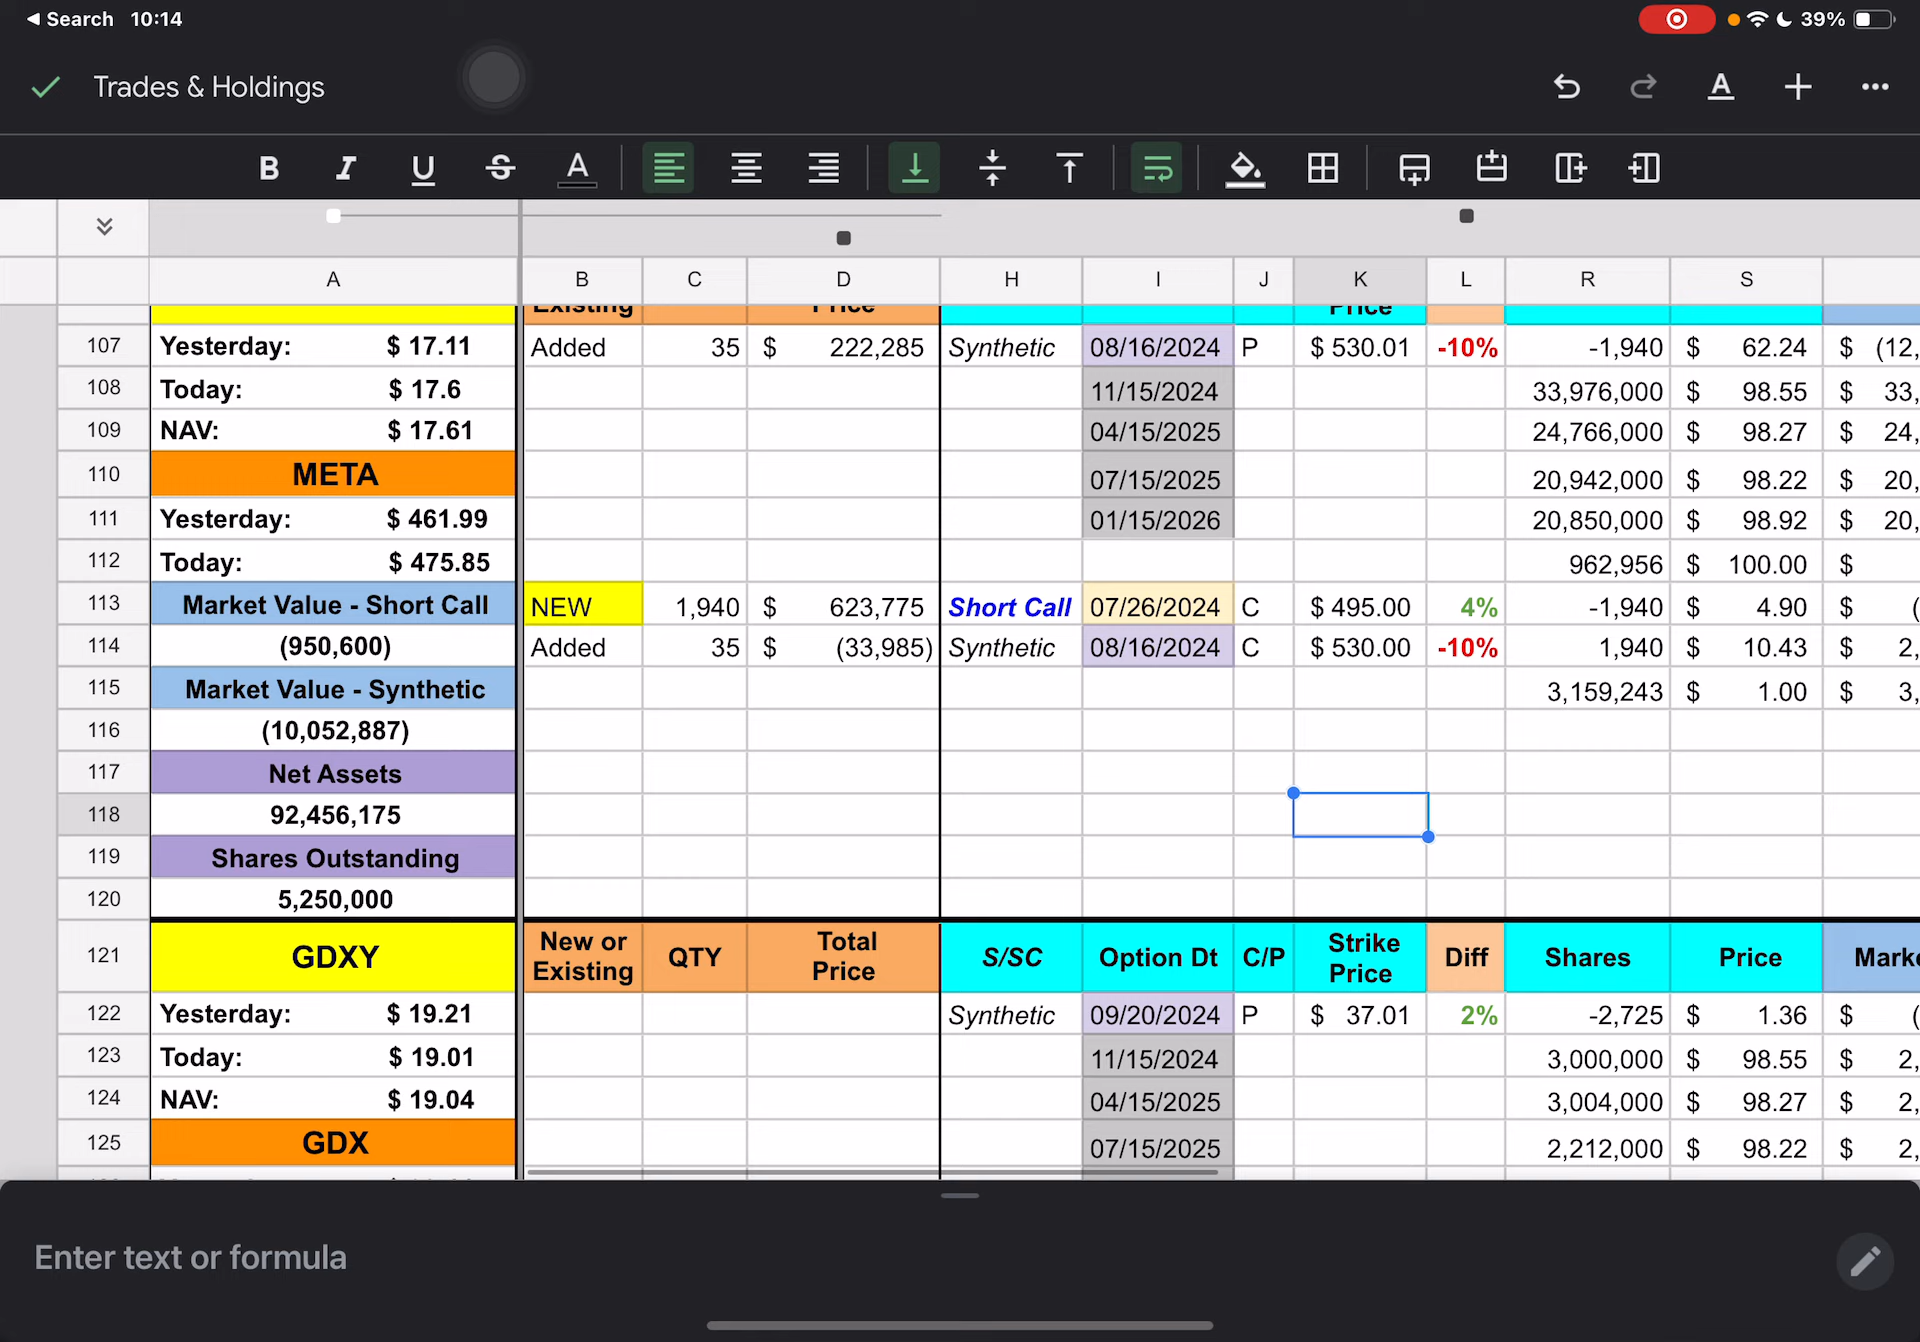 Search 10:14
39%
Trades & Holdings
B I U S A
A B C D H I J K L R S
Existing Price Price
107 Yesterday: $ 17.11 Added 35 $ 222,285 Synthetic 08/16/2024 P $ 530.01 -10% -1,940 $ 62.24 $ (12,
108 Today: $ 17.6 11/15/2024 33,976,000 $ 98.55 $ 33,
109 NAV: $ 17.61 04/15/2025 24,766,000 $ 98.27 $ 24,
110 META 07/15/2025 20,942,000 $ 98.22 $ 20,
111 Yesterday: $ 461.99 01/15/2026 20,850,000 $ 98.92 $ 20,
112 Today: $ 475.85 962,956 $ 100.00 $
113 Market Value - Short Call NEW 1,940 $ 623,775 Short Call 07/26/2024 C $ 495.00 4% -1,940 $ 4.90 $ (
114 (950,600) Added 35 $ (33,985) Synthetic 08/16/2024 C $ 530.00 -10% 1,940 $ 10.43 $ 2,
115 Market Value - Synthetic 3,159,243 $ 1.00 $ 3,
116 (10,052,887)
117 Net Assets
118 92,456,175
119 Shares Outstanding
120 5,250,000
121 GDXY New or Existing QTY Total Price S/SC Option Dt C/P Strike Price Diff Shares Price Marke
122 Yesterday: $ 19.21 Synthetic 09/20/2024 P $ 37.01 2% -2,725 $ 1.36 $ (
123 Today: $ 19.01 11/15/2024 3,000,000 $ 98.55 $ 2,
124 NAV: $ 19.04 04/15/2025 3,004,000 $ 98.27 $ 2,
125 GDX 07/15/2025 2,212,000 $ 98.22 $ 2,
Enter text or formula